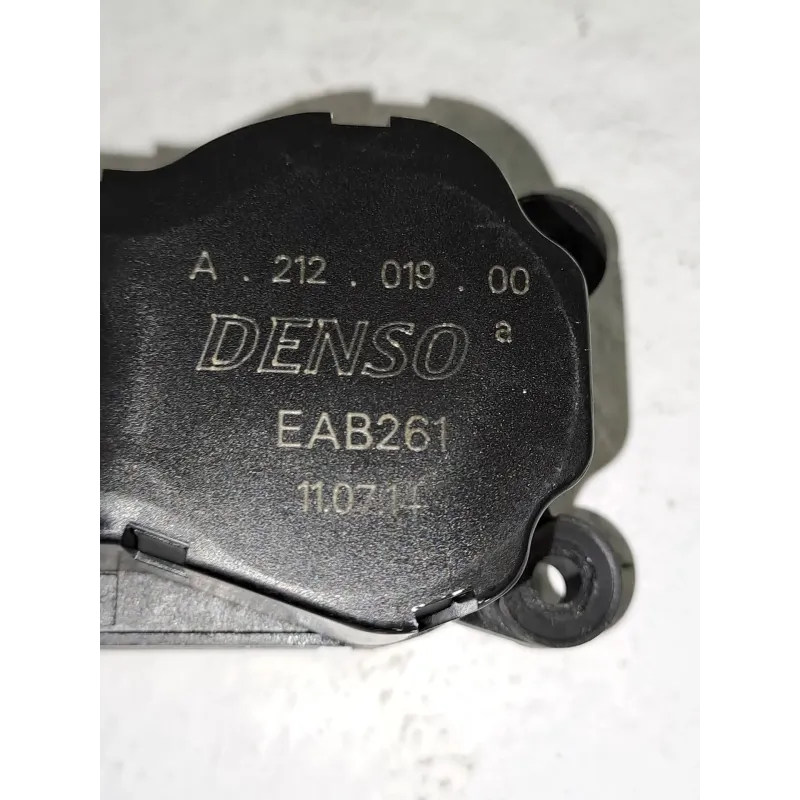 A . 212 . 019 . 00
DENSO a
EAB261
11.07.14